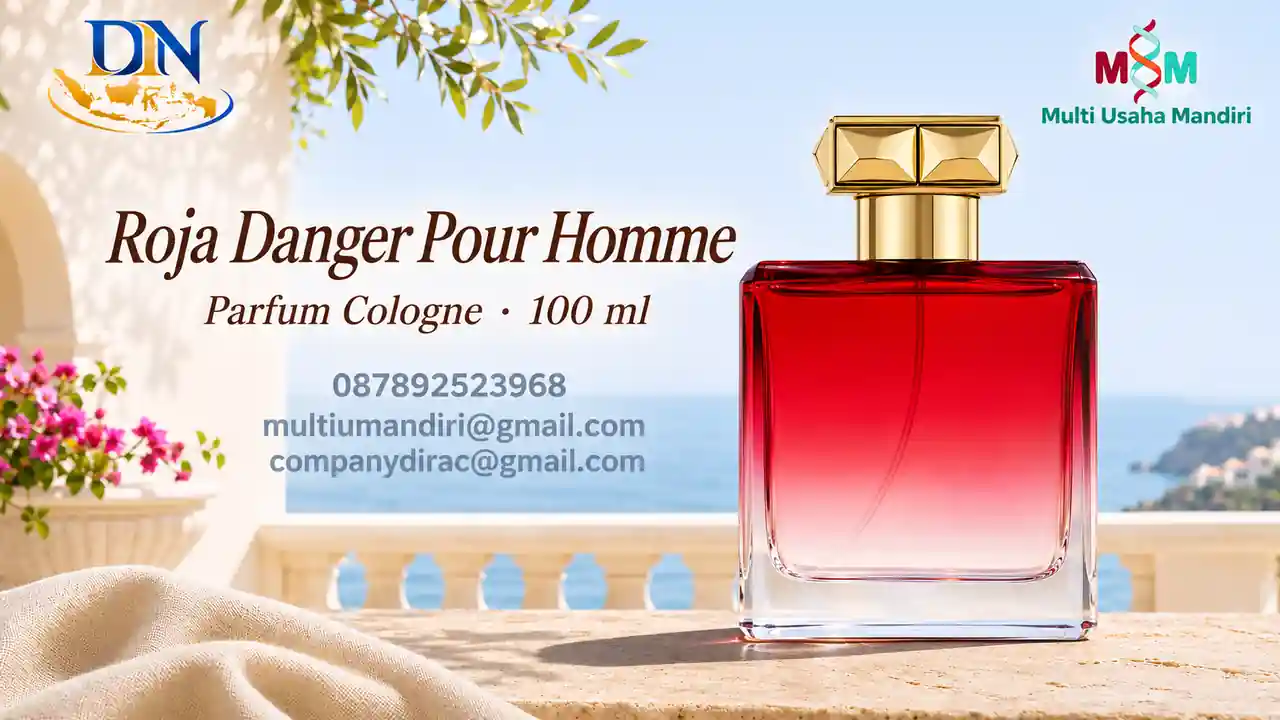 DN
MSM
Multi Usaha Mandiri
Roja Danger Pour Homme
Parfum Cologne · 100 ml
087892523968
multiumandiri@gmail.com
companydirac@gmail.com